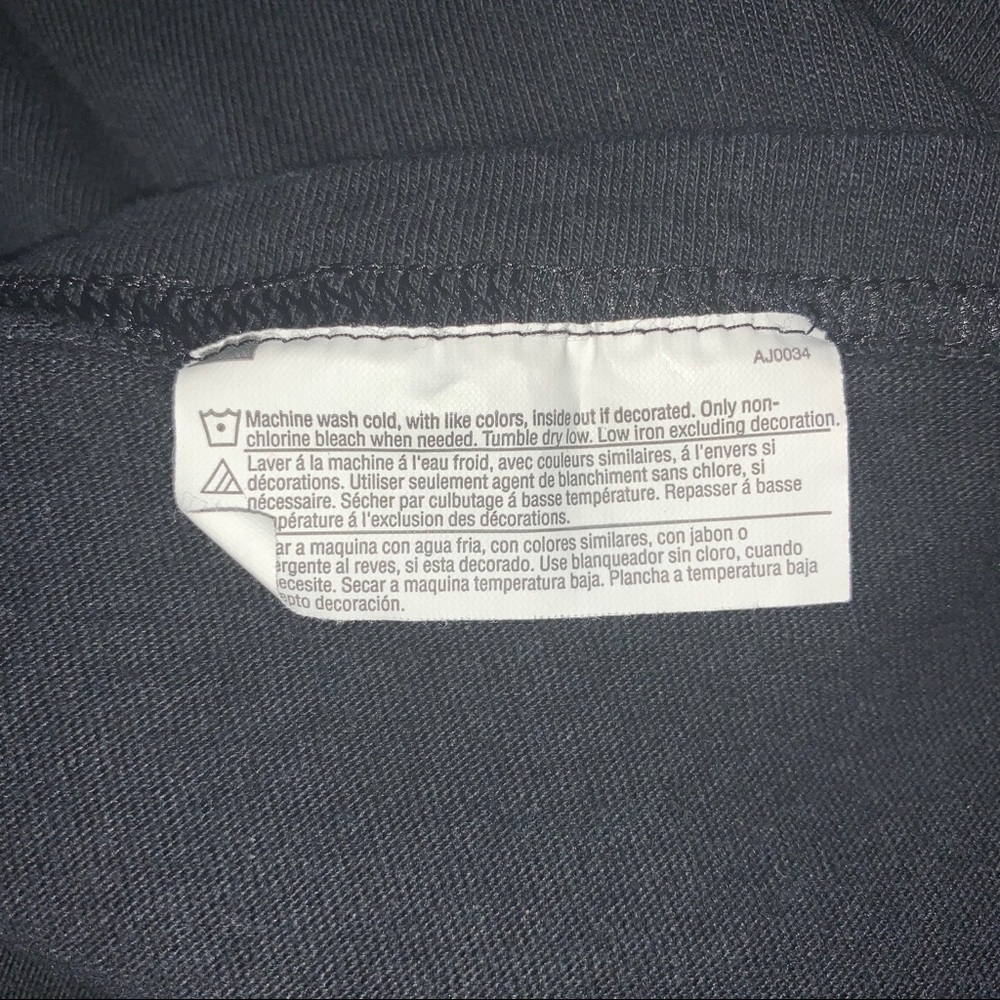 AJ0034
Machine wash cold, with like colors, inside out if decorated. Only non-
chlorine bleach when needed. Tumble dry low. Low iron excluding decoration.
Laver á la machine á l'eau froid, avec couleurs similaires, á l'envers si
décorations. Utiliser seulement agent de blanchiment sans chlore, si
nécessaire. Sécher par culbutage á basse température. Repasser á basse
pérature á l'exclusion des décorations.
ar a maquina con agua fria, con colores similares, con jabon o
ergente al reves, si esta decorado. Use blanqueador sin cloro, cuando
ecesite. Secar a maquina temperatura baja. Plancha a temperatura baja
epto decoración.